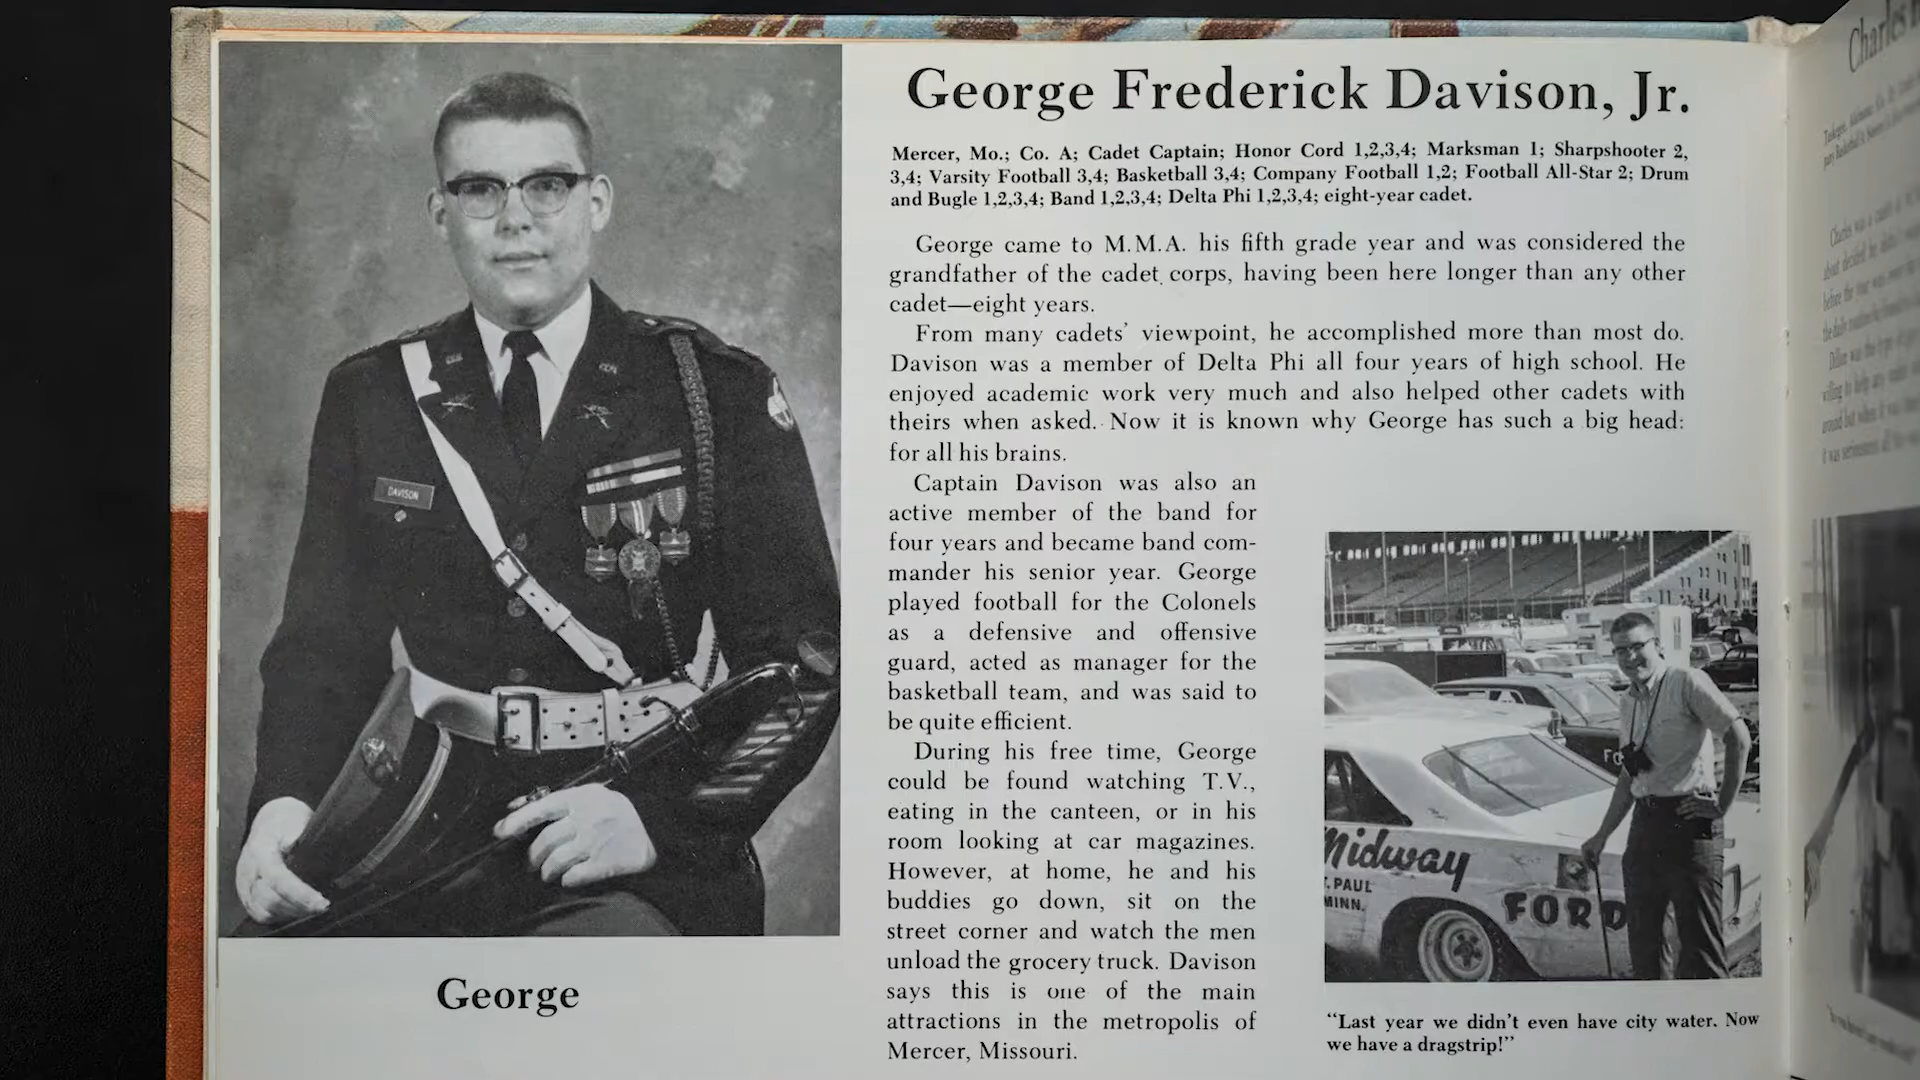 George Frederick Davison, Jr.
Mercer, Mo.; Co. A; Cadet Captain; Honor Cord 1,2,3,4; Marksman 1; Sharpshooter 2,
3,4; Varsity Football 3,4; Basketball 3,4; Company Football 1,2; Football All-Star 2; Drum
and Bugle 1,2,3,4; Band 1,2,3,4; Delta Phi 1,2,3,4; eight-year cadet.
George came to M.M.A. his fifth grade year and was considered the
grandfather of the cadet corps, having been here longer than any other
cadet—eight years.
From many cadets' viewpoint, he accomplished more than most do.
Davison was a member of Delta Phi all four years of high school. He
enjoyed academic work very much and also helped other cadets with
theirs when asked. Now it is known why George has such a big head:
for all his brains.
Captain Davison was also an
active member of the band for
four years and became band com-
mander his senior year. George
played football for the Colonels
as a defensive and offensive
guard, acted as manager for the
basketball team, and was said to
be quite efficient.
During his free time, George
could be found watching T.V.,
eating in the canteen, or in his
room looking at car magazines.
However, at home, he and his
buddies go down, sit on the
street corner and watch the men
unload the grocery truck. Davison
says this is one of the main
attractions in the metropolis of
Mercer, Missouri.
DAVISON
George
Midway
T. PAUL
MINN.
FORD
FO
"Last year we didn't even have city water. Now
we have a dragstrip!"
Charles